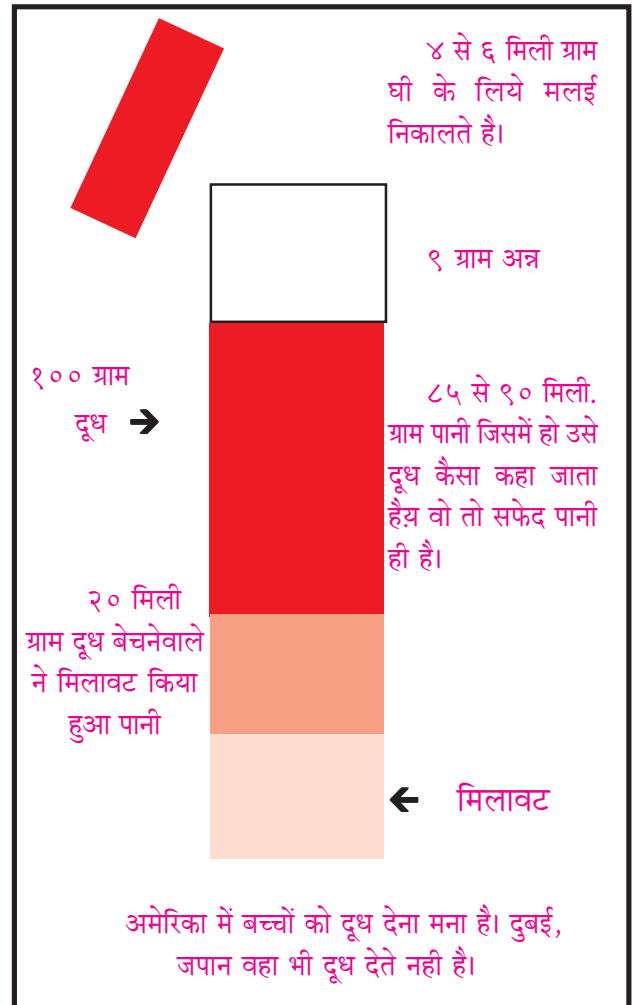 ४ से ६ मिली ग्राम
घी के लिये मलई
निकालते है।
९ ग्राम अन्न
१०० ग्राम
दूध
८५ से ९० मिली.
ग्राम पानी जिसमें हो उसे
दूध कैसा कहा जाता
हैय़ वो तो सफेद पानी
ही है।
२० मिली
ग्राम दूध बेचनेवाले
ने मिलावट किया
हुआ पानी
मिलावट
अमेरिका में बच्चों को दूध देना मना है। दुबई,
जपान वहा भी दूध देते नही है।